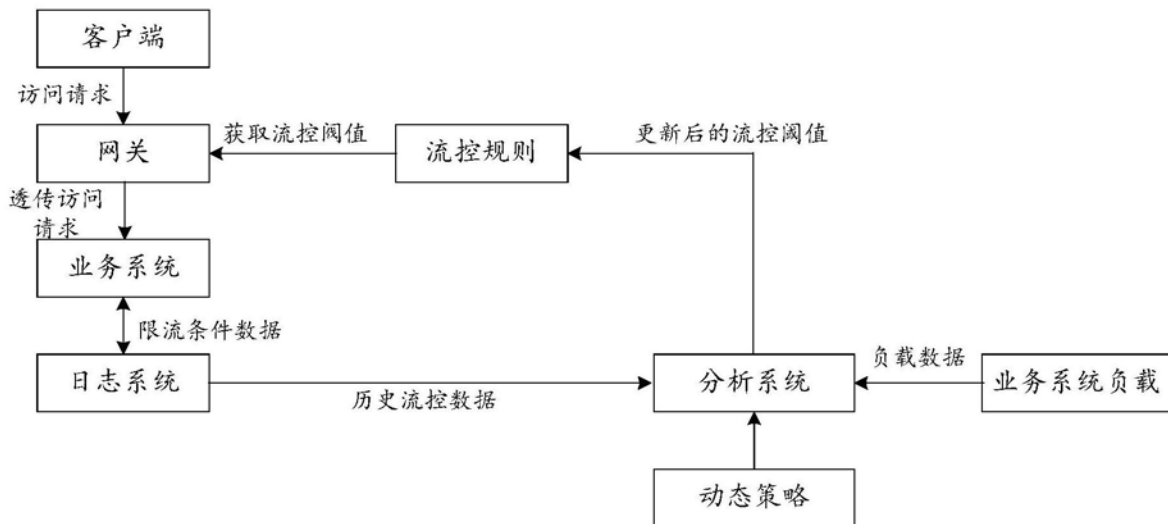 客户端
访问请求
网关
获取流控阀值
流控规则
更新后的流控阈值
透传访问
请求
业务系统
限流条件数据
日志系统
历史流控数据
分析系统
负载数据
业务系统负载
动态策略